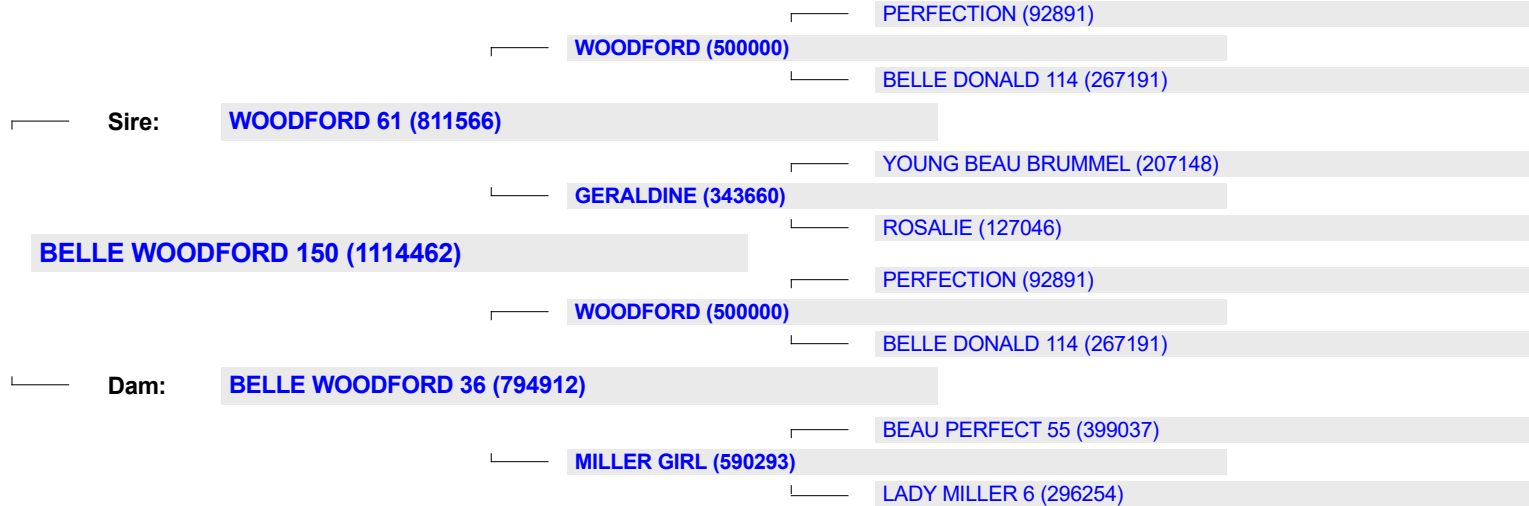 PERFECTION (92891)
WOODFORD (500000)
BELLE DONALD 114 (267191)
Sire: WOODFORD 61 (811566)
YOUNG BEAU BRUMMEL (207148)
GERALDINE (343660)
ROSALIE (127046)
BELLE WOODFORD 150 (1114462)
PERFECTION (92891)
WOODFORD (500000)
BELLE DONALD 114 (267191)
Dam: BELLE WOODFORD 36 (794912)
BEAU PERFECT 55 (399037)
MILLER GIRL (590293)
LADY MILLER 6 (296254)